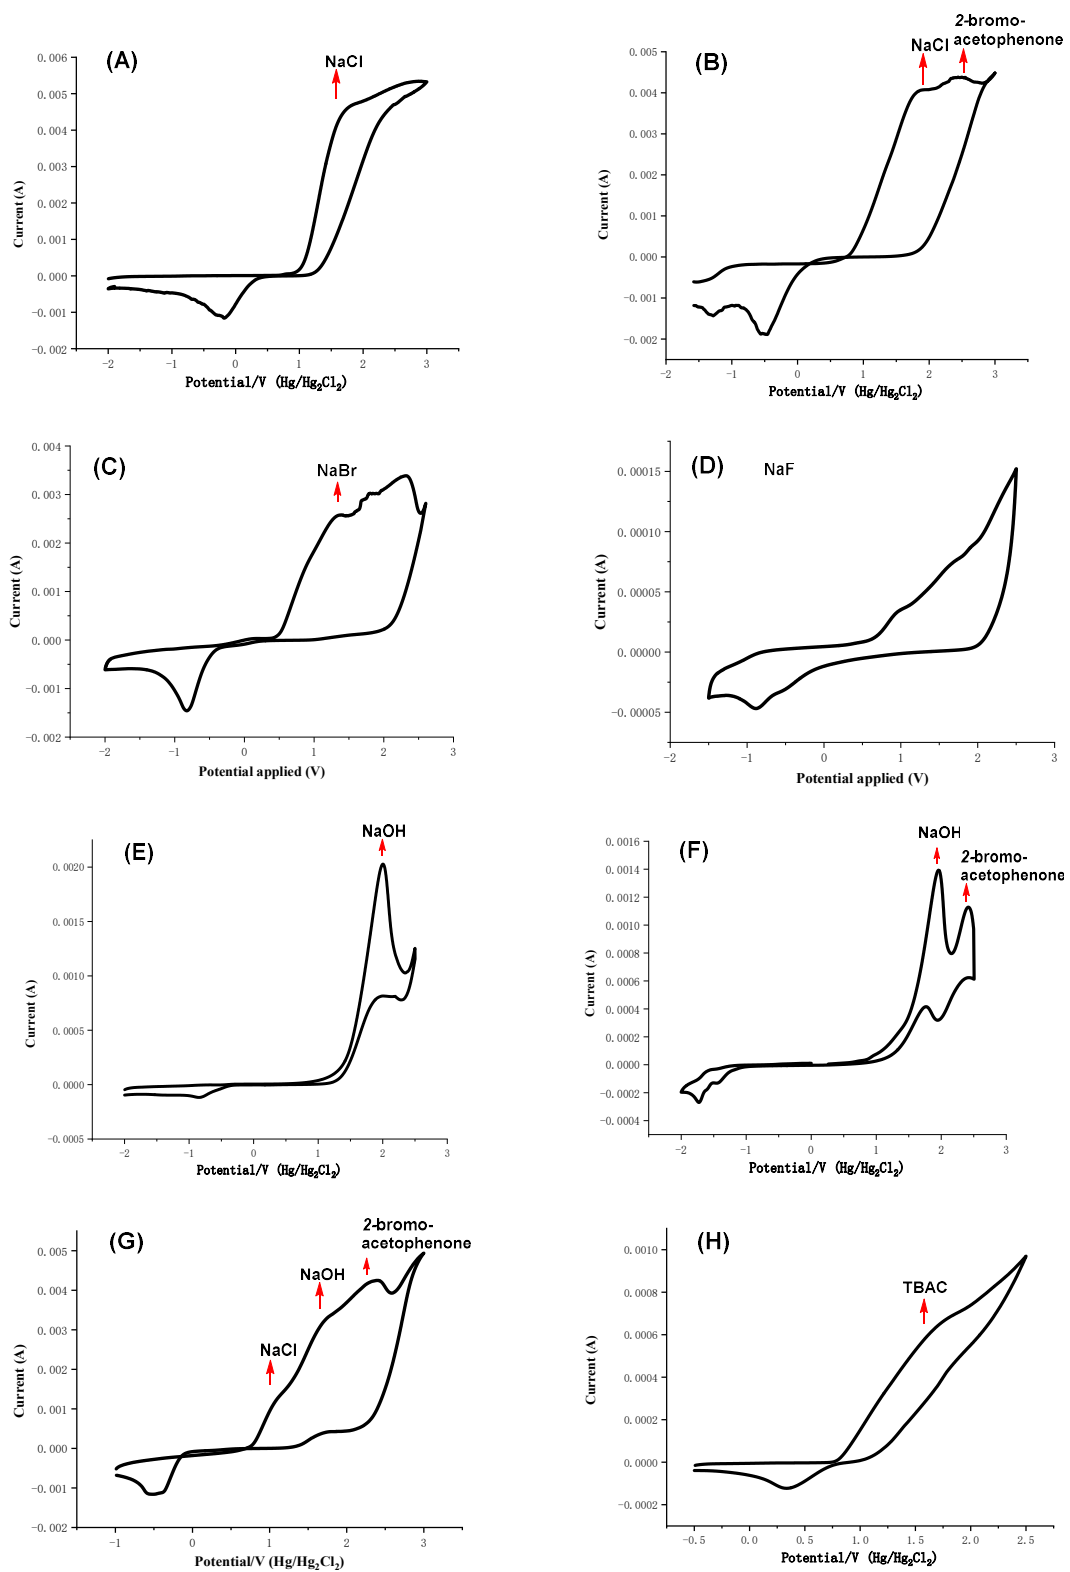 (A)
NaCl
0.006
0.005
0.004
0.003
0.002
0.001
0.000
-0.001
-0.002
Current (A)
-2 -1 0 1 2 3
Potential/V (Hg/Hg₂Cl₂)
(B)
NaCl
2-bromo-
acetophenone
0.005
0.004
0.003
0.002
0.001
0.000
-0.001
-0.002
Current (A)
-2 -1 0 1 2 3
Potential/V (Hg/Hg₂Cl₂)
(C)
NaBr
0.004
0.003
0.002
0.001
0.000
-0.001
-0.002
Current (A)
-2 -1 0 1 2 3
Potential applied (V)
(D)
NaF
0.00015
0.00010
0.00005
0.00000
-0.00005
Current (A)
-2 -1 0 1 2 3
Potential applied (V)
(E)
NaOH
0.0020
0.0015
0.0010
0.0005
0.0000
-0.0005
Current (A)
-2 -1 0 1 2 3
Potential/V (Hg/Hg₂Cl₂)
(F)
NaOH
2-bromo-
acetophenone
0.0016
0.0014
0.0012
0.0010
0.0008
0.0006
0.0004
0.0002
0.0000
-0.0002
-0.0004
Current (A)
-2 -1 0 1 2 3
Potential/V (Hg/Hg₂Cl₂)
(G)
2-bromo-
acetophenone
NaOH
NaCl
0.005
0.004
0.003
0.002
0.001
0.000
-0.001
-0.002
Current (A)
-1 0 1 2 3
Potential/V (Hg/Hg₂Cl₂)
(H)
TBAC
0.0010
0.0008
0.0006
0.0004
0.0002
0.0000
-0.0002
Current (A)
-0.5 0.0 0.5 1.0 1.5 2.0 2.5
Potential/V (Hg/Hg₂Cl₂)